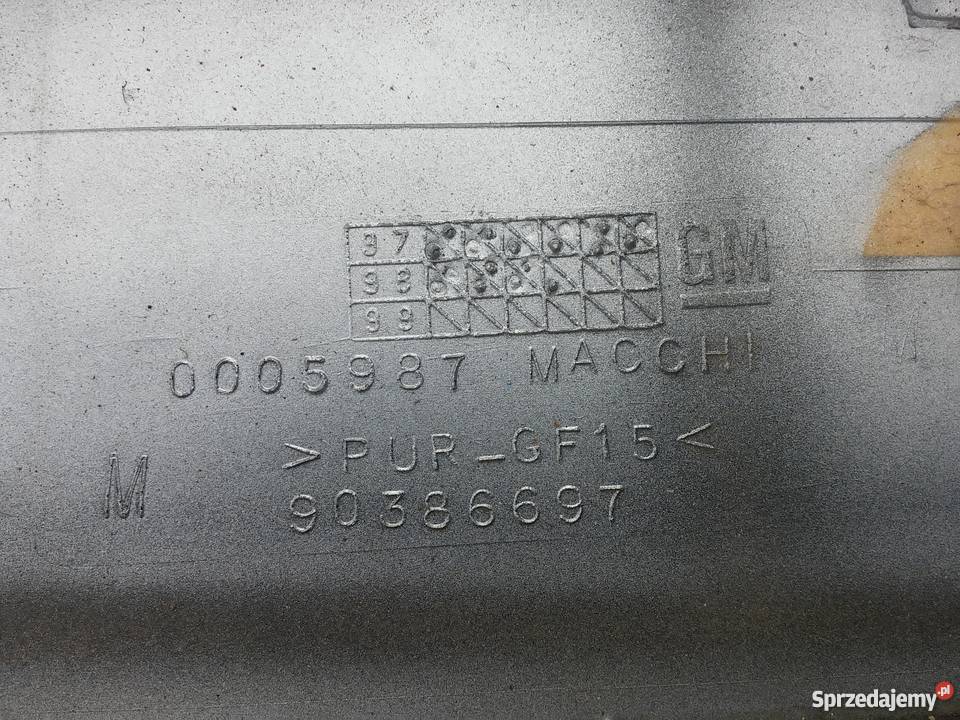 97
98
99
GM
0005987 MACCHI
>PUR_GF15<
M
90386697
Sprzedajemy.pl